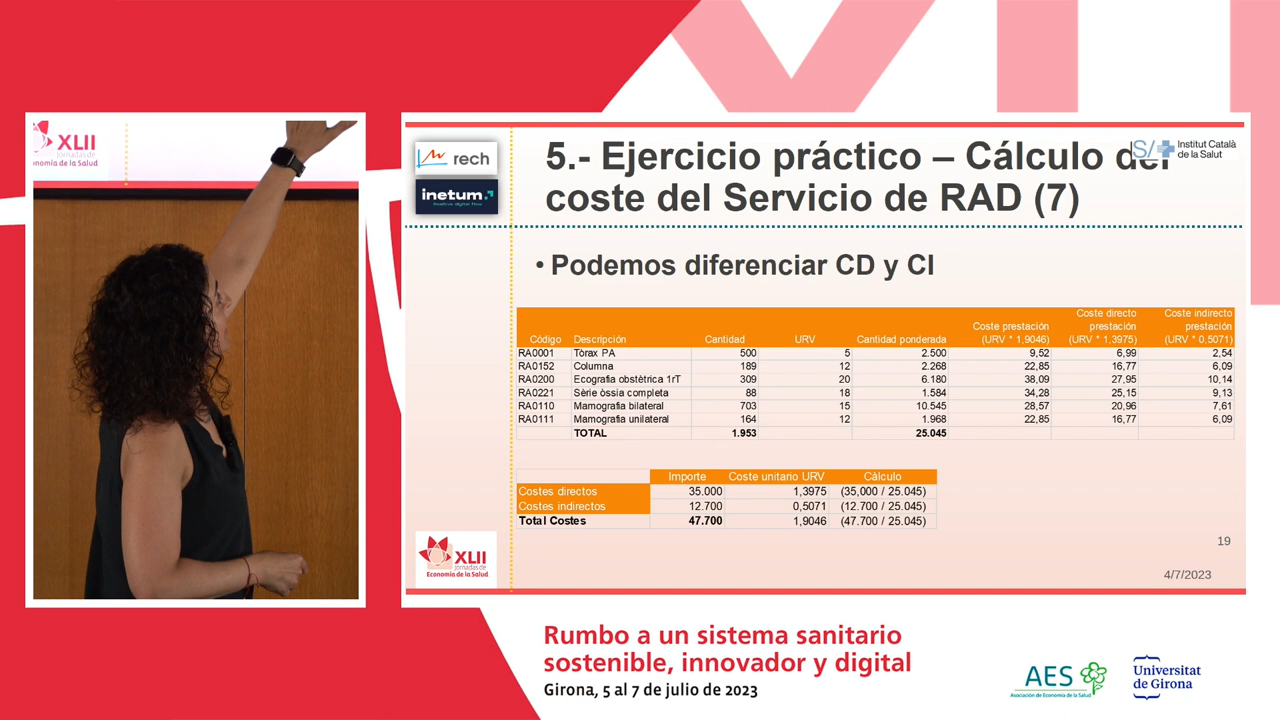 XLII
Jornadas de
Economía de la Salud
rech
inetum.
Positive digital flow
5.- Ejercicio práctico – Cálculo del
coste del Servicio de RAD (7)
Institut Català
de la Salut
• Podemos diferenciar CD y CI
Código Descripción Cantidad URV Cantidad ponderada Coste prestación (URV * 1,9046) Coste directo prestación (URV * 1,3975) Coste indirecto prestación (URV * 0,5071)
RA0001 Tòrax PA 500 5 2.500 9,52 6,99 2,54
RA0152 Columna 189 12 2.268 22,85 16,77 6,09
RA0200 Ecografia obstètrica 1rT 309 20 6.180 38,09 27,95 10,14
RA0221 Sèrie òssia completa 88 18 1.584 34,28 25,15 9,13
RA0110 Mamografia bilateral 703 15 10.545 28,57 20,96 7,61
RA0111 Mamografia unilateral 164 12 1.968 22,85 16,77 6,09
TOTAL 1.953 25.045
Importe Coste unitario URV Cálculo
Costes directos 35.000 1,3975 (35,000 / 25.045)
Costes indirectos 12.700 0,5071 (12.700 / 25.045)
Total Costes 47.700 1,9046 (47.700 / 25.045)
19
4/7/2023
XLII
Jornadas de
Economía de la Salud
Rumbo a un sistema sanitario
sostenible, innovador y digital
Girona, 5 al 7 de julio de 2023
AES
Asociación de Economía de la Salud
Universitat
de Girona